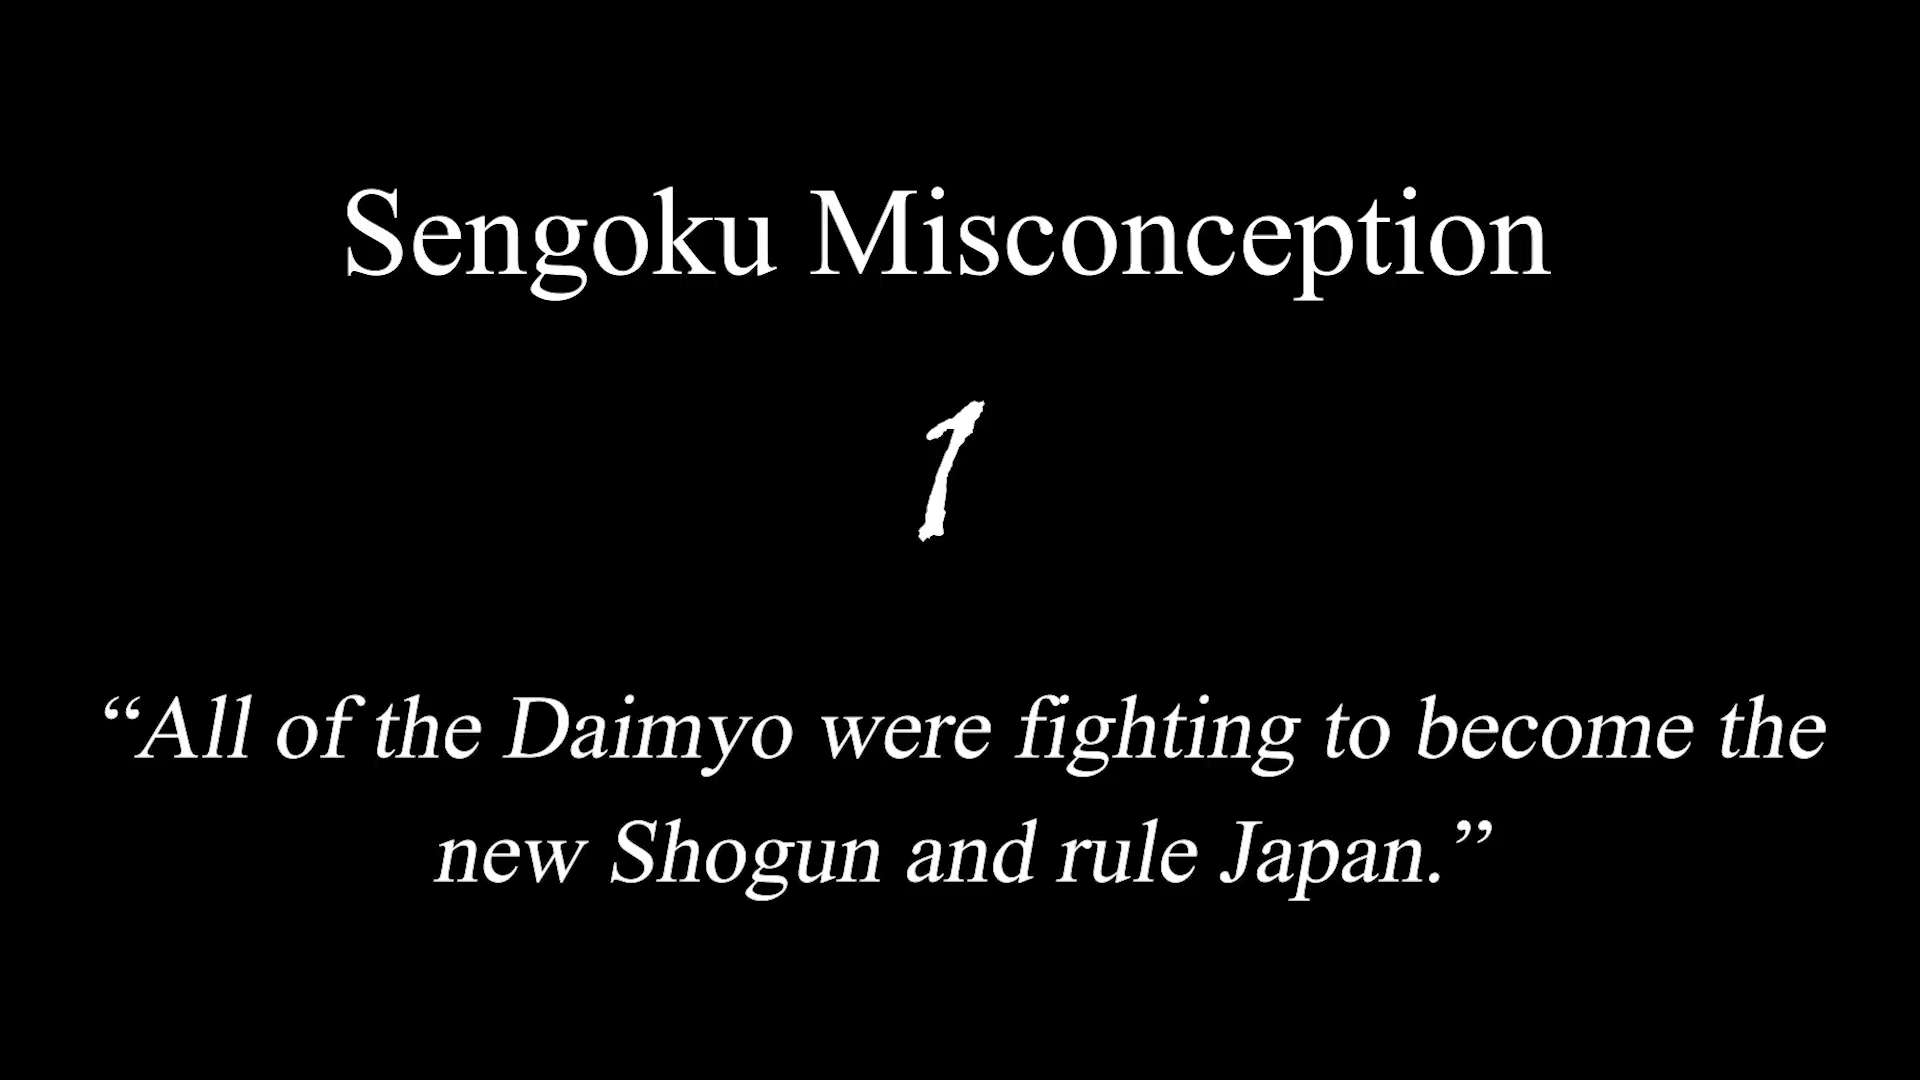 Sengoku Misconception
1
“All of the Daimyo were fighting to become the
new Shogun and rule Japan.”